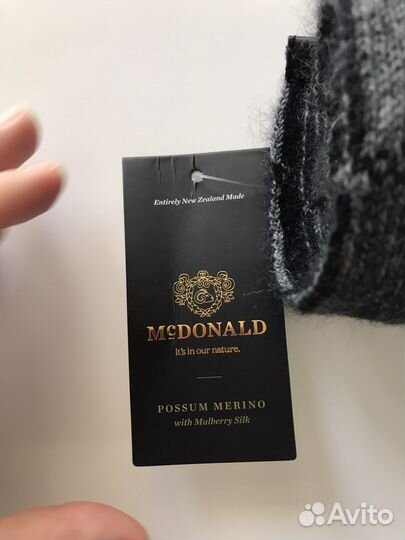 Entirely New Zealand Made
McDONALD
It's in our nature.
POSSUM MERINO
with Mulberry Silk
Avito